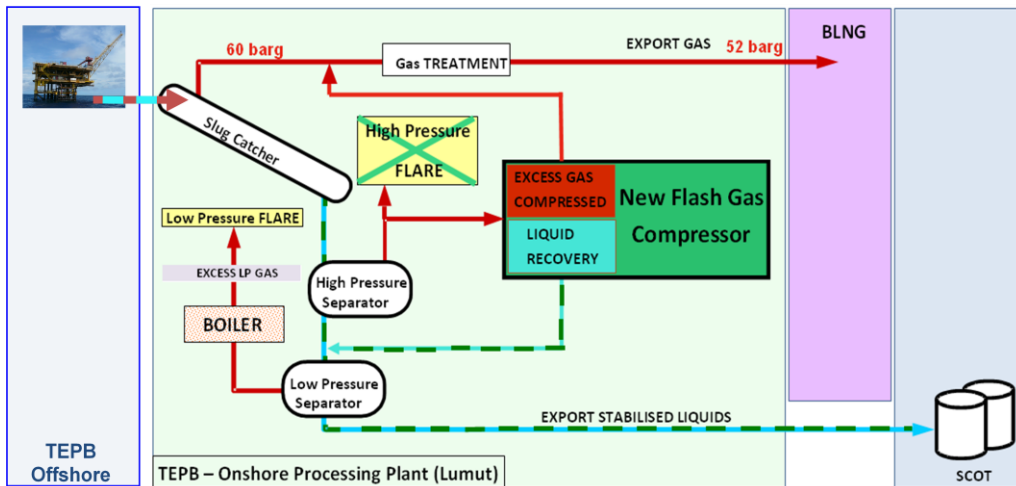 60 barg
EXPORT GAS
52 barg
BLNG
Gas TREATMENT
Slug Catcher
High Pressure
FLARE
EXCESS GAS
COMPRESSED
New Flash Gas
Compressor
LIQUID
RECOVERY
Low Pressure FLARE
EXCESS LP GAS
High Pressure
Separator
BOILER
Low Pressure
Separator
EXPORT STABILISED LIQUIDS
TEPB
Offshore
TEPB – Onshore Processing Plant (Lumut)
SCOT